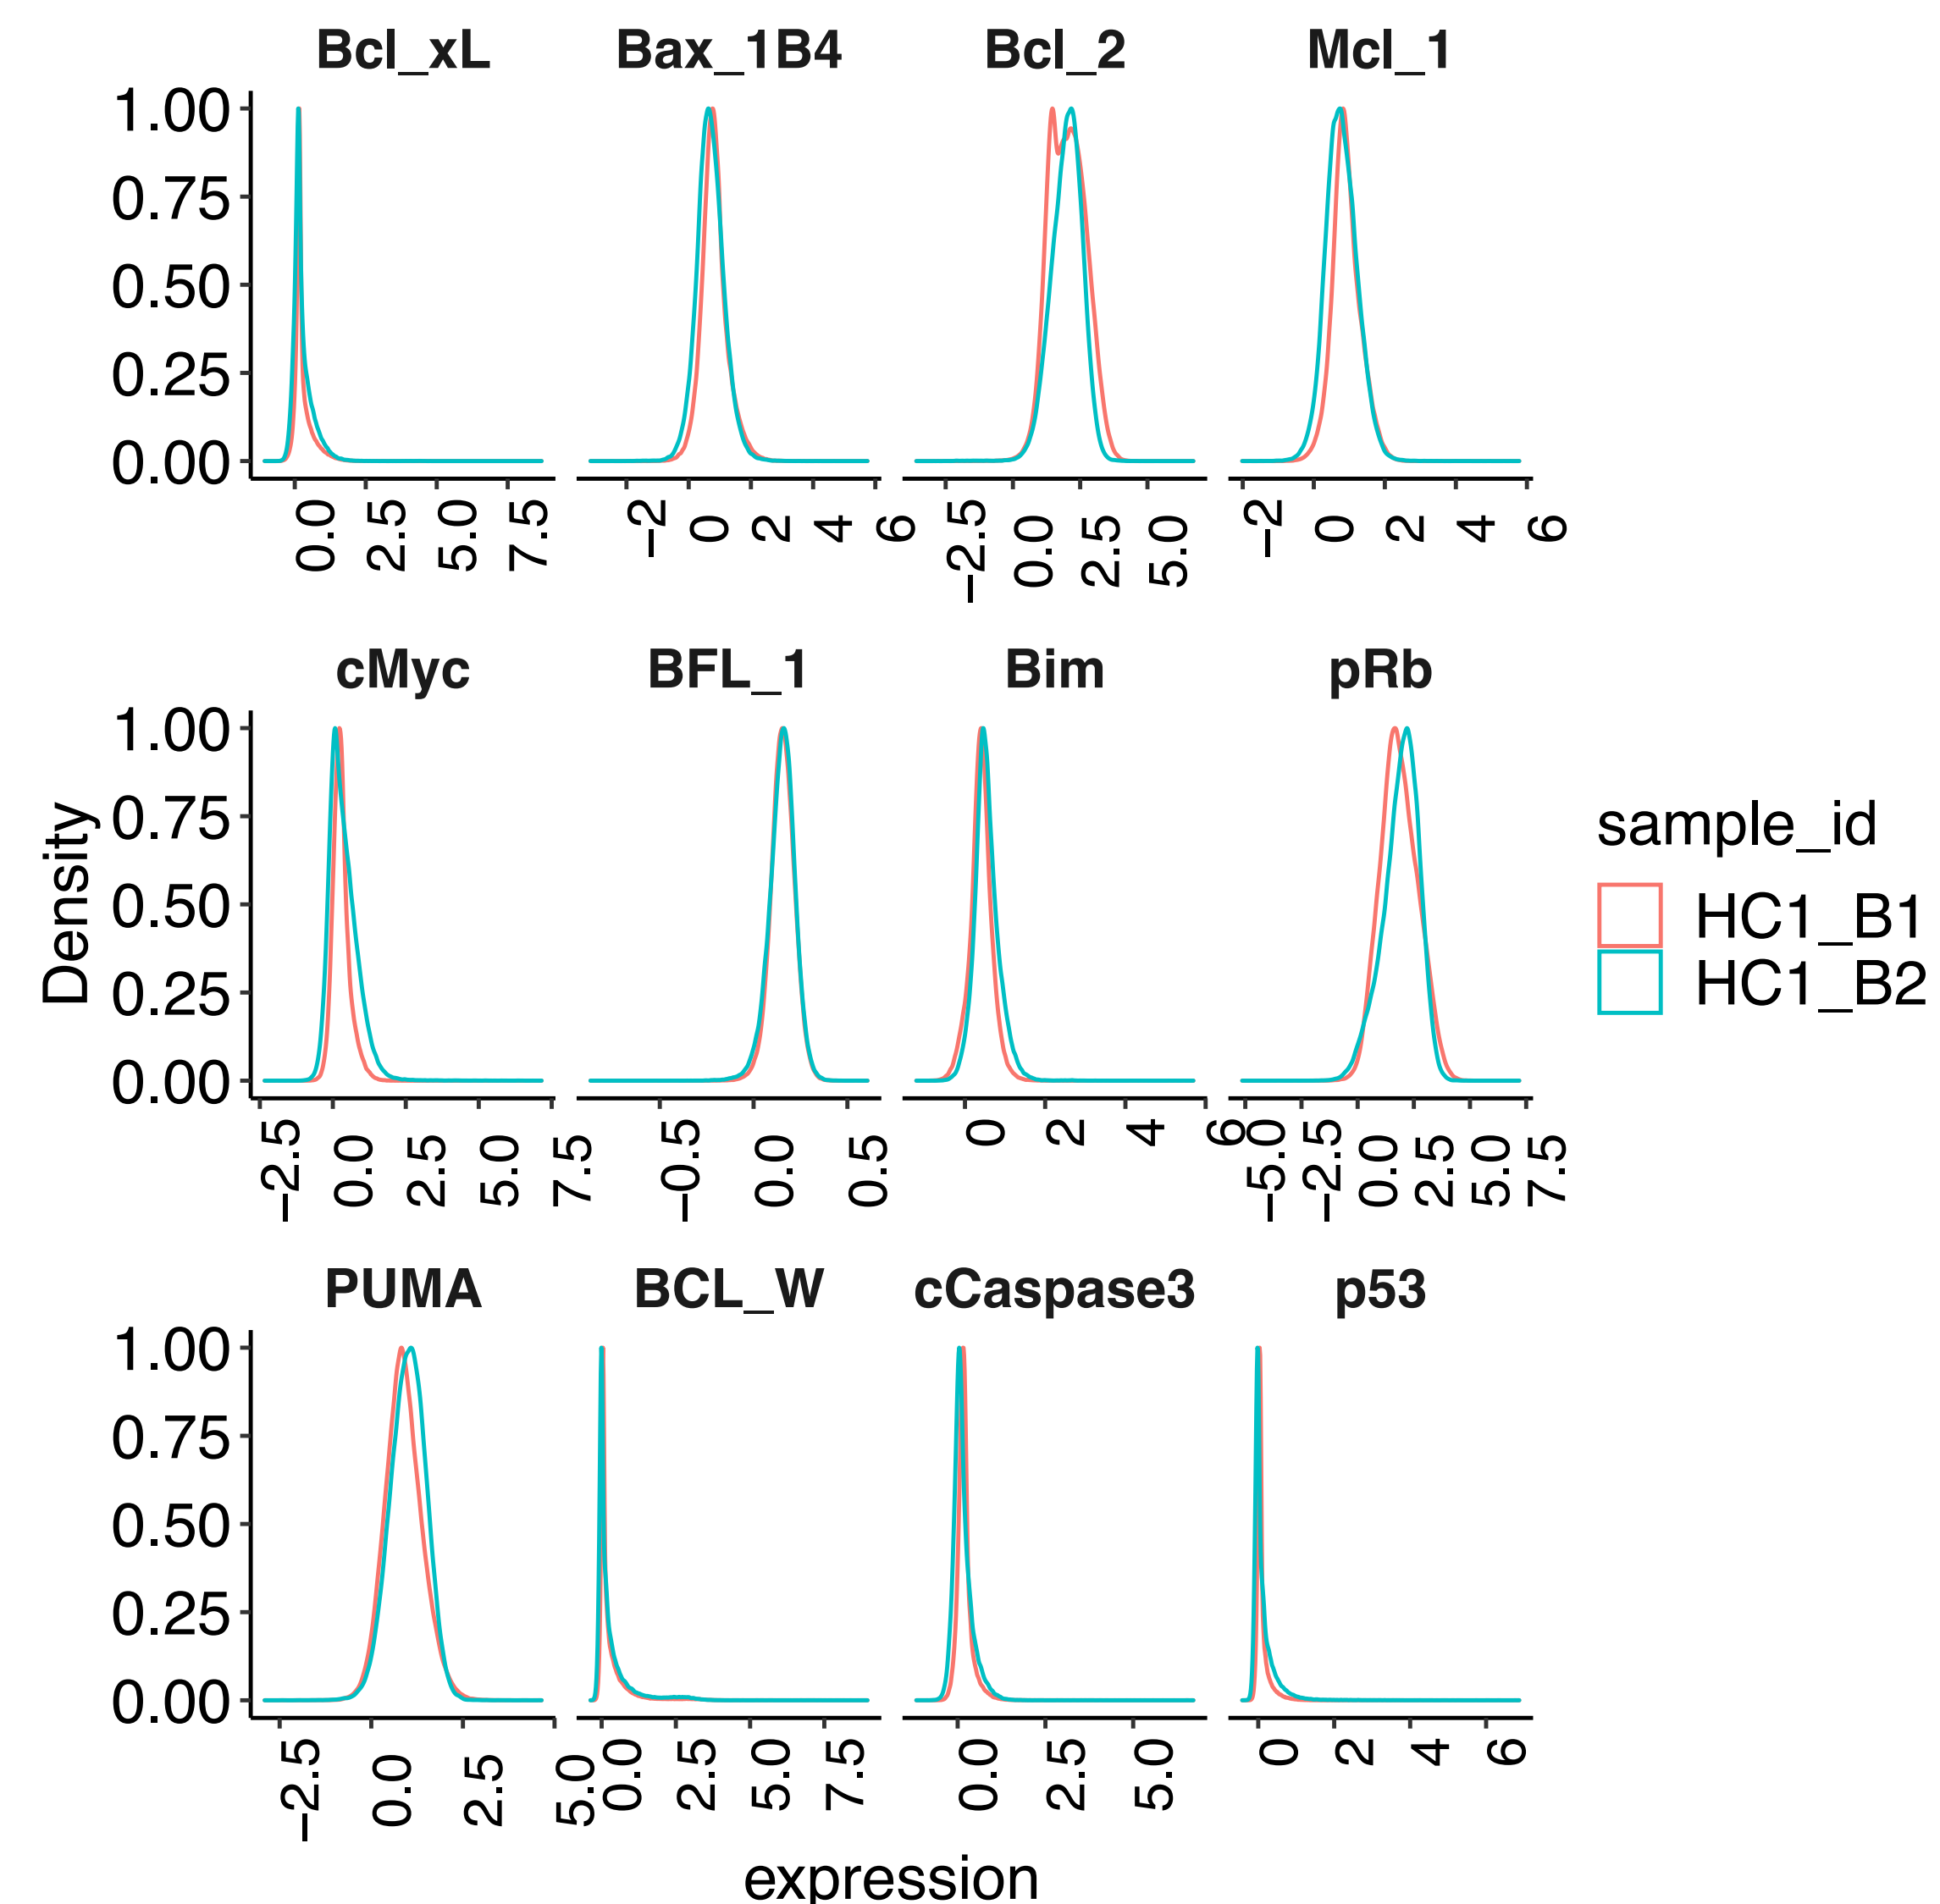 Bcl_xL Bax_1B4 Bcl_2 Mcl_1
1.00
0.75
0.50
0.25
0.00
0.0 2.5 5.0 7.5 −2 0 2 4 6 −2.5 0.0 2.5 5.0 −2 0 2 4 6
cMyc BFL_1 Bim pRb
1.00
0.75
0.50
0.25
0.00
−2.5 0.0 2.5 5.0 7.5 −0.5 0.0 0.5 0 2 4 6 −5.0 −2.5 0.0 2.5 5.0 7.5
Density
sample_id
HC1_B1
HC1_B2
PUMA BCL_W cCaspase3 p53
1.00
0.75
0.50
0.25
0.00
−2.5 0.0 2.5 5.0 0.0 2.5 5.0 7.5 0.0 2.5 5.0 0 2 4 6
expression